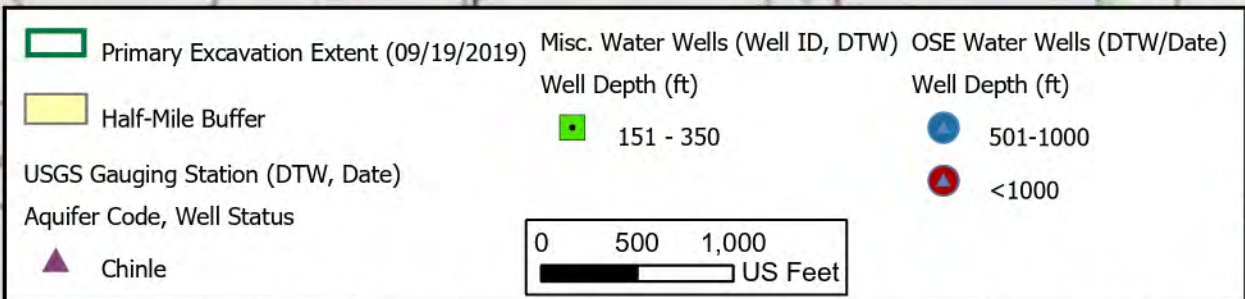 Primary Excavation Extent (09/19/2019)
Half-Mile Buffer
USGS Gauging Station (DTW, Date)
Aquifer Code, Well Status
Chinle
Misc. Water Wells (Well ID, DTW)
Well Depth (ft)
151 - 350
0 500 1,000
US Feet
OSE Water Wells (DTW/Date)
Well Depth (ft)
501-1000
<1000